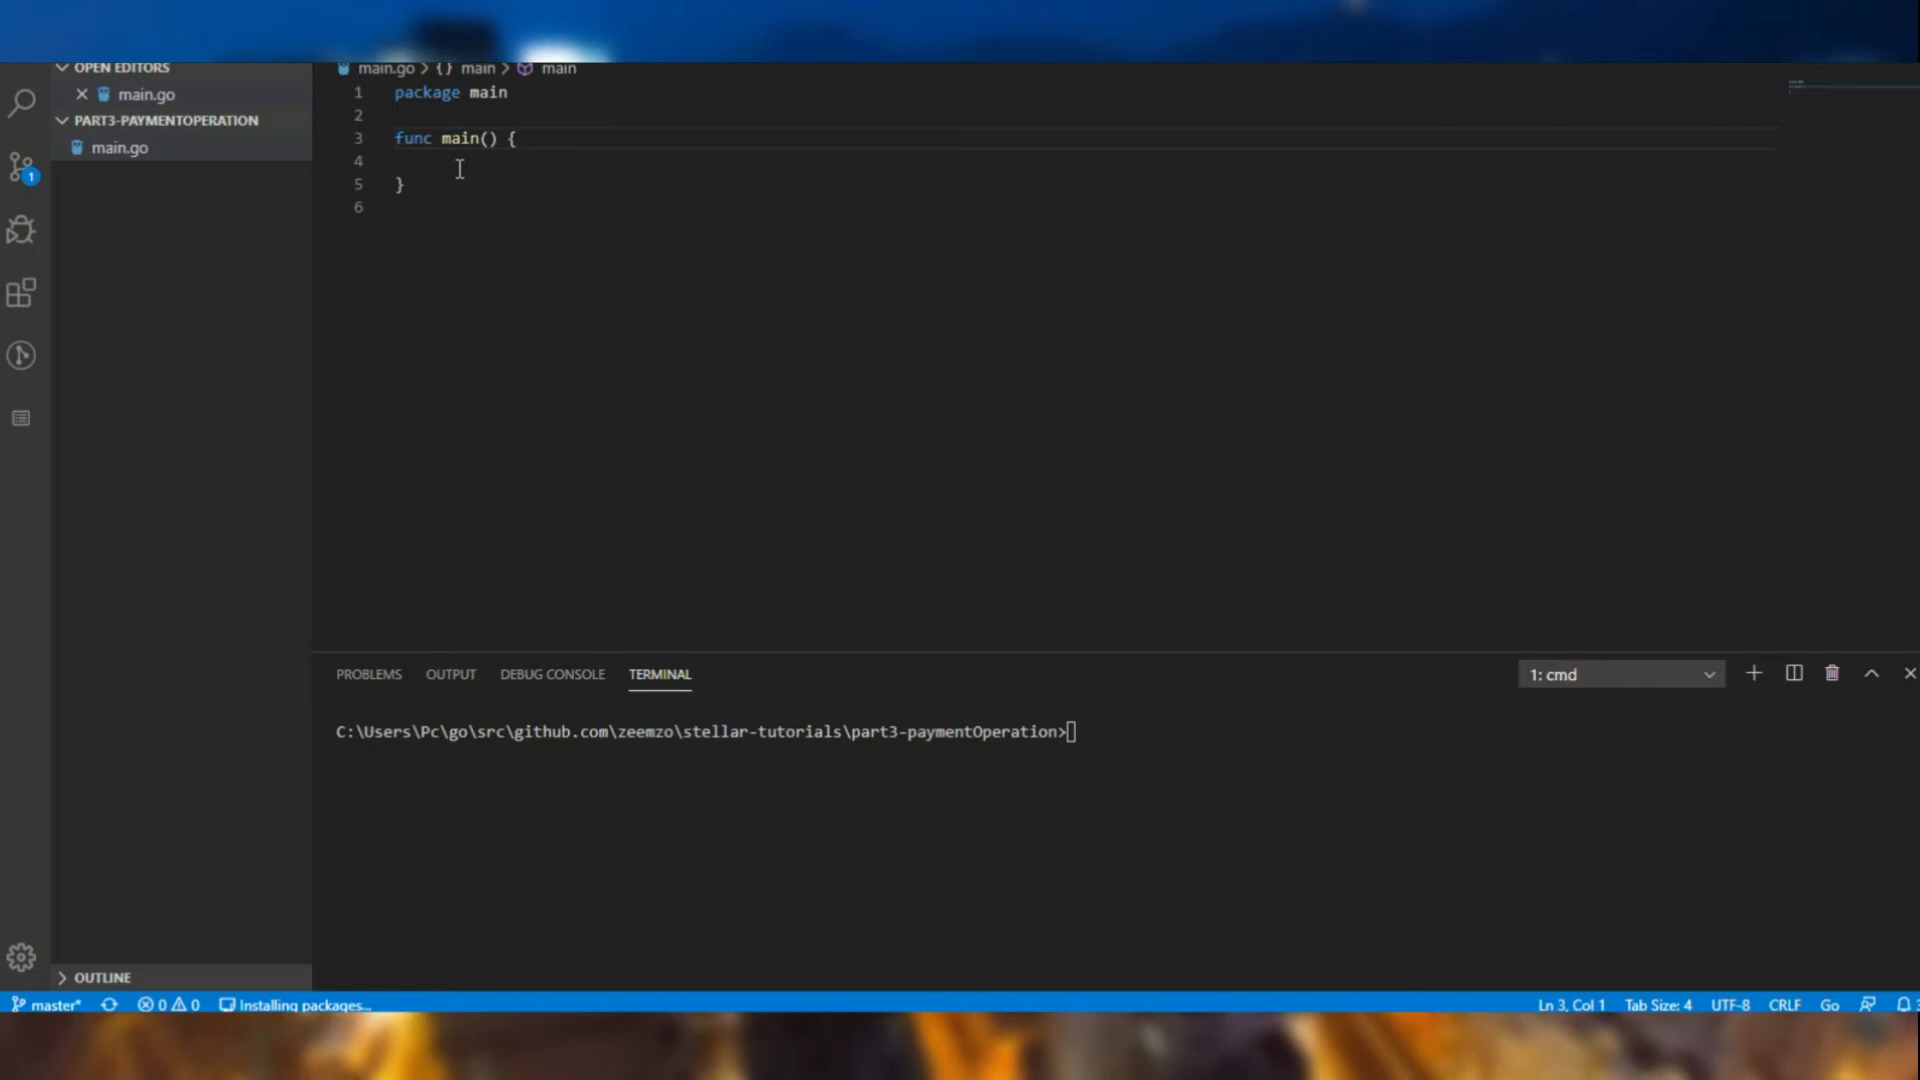 OPEN EDITORS
main.go
PART3-PAYMENTOPERATION
main.go
1
OUTLINE
main.go > {} main > main
1 package main
2
3 func main() {
4
5 }
6
PROBLEMS OUTPUT DEBUG CONSOLE TERMINAL
1: cmd
C:\Users\Pc\go\src\github.com\zeemzo\stellar-tutorials\part3-paymentOperation>
master* 0 0 Installing packages...
Ln 3, Col 1 Tab Size: 4 UTF-8 CRLF Go